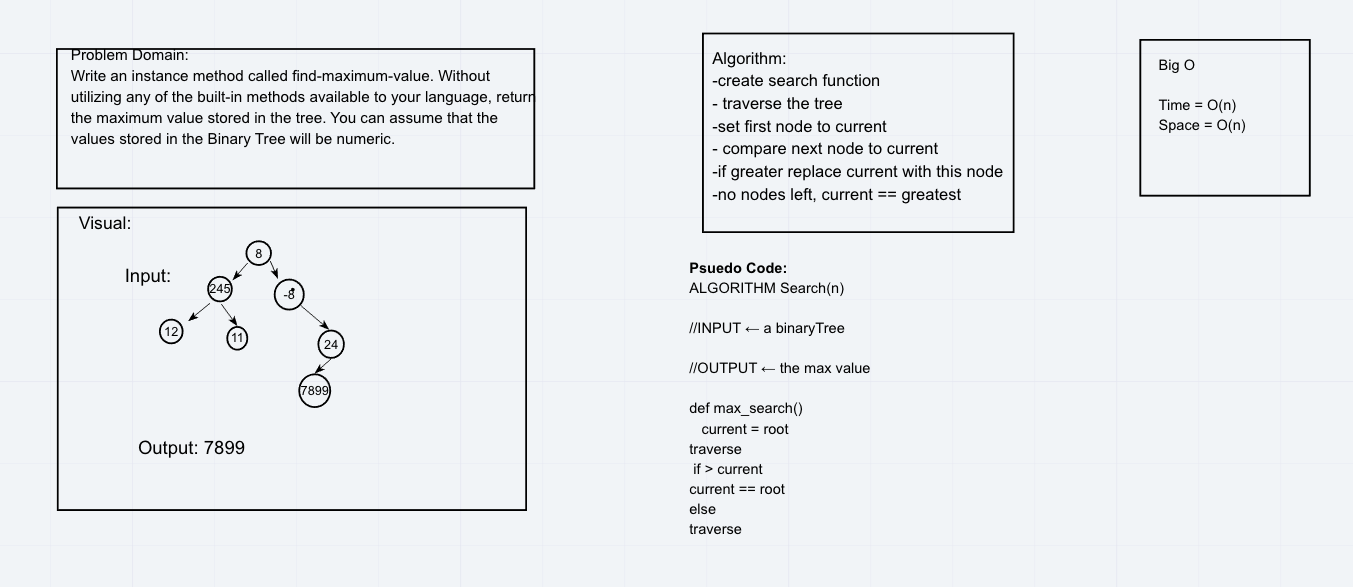 Problem Domain:
Write an instance method called find-maximum-value. Without
utilizing any of the built-in methods available to your language, return
the maximum value stored in the tree. You can assume that the
values stored in the Binary Tree will be numeric.
Visual:
Input:
8
245
-8
12
11
24
7899
Output: 7899
Algorithm:
-create search function
- traverse the tree
-set first node to current
- compare next node to current
-if greater replace current with this node
-no nodes left, current == greatest
Psuedo Code:
ALGORITHM Search(n)
//INPUT ← a binaryTree
//OUTPUT ← the max value
def max_search()
current = root
traverse
if > current
current == root
else
traverse
Big O
Time = O(n)
Space = O(n)